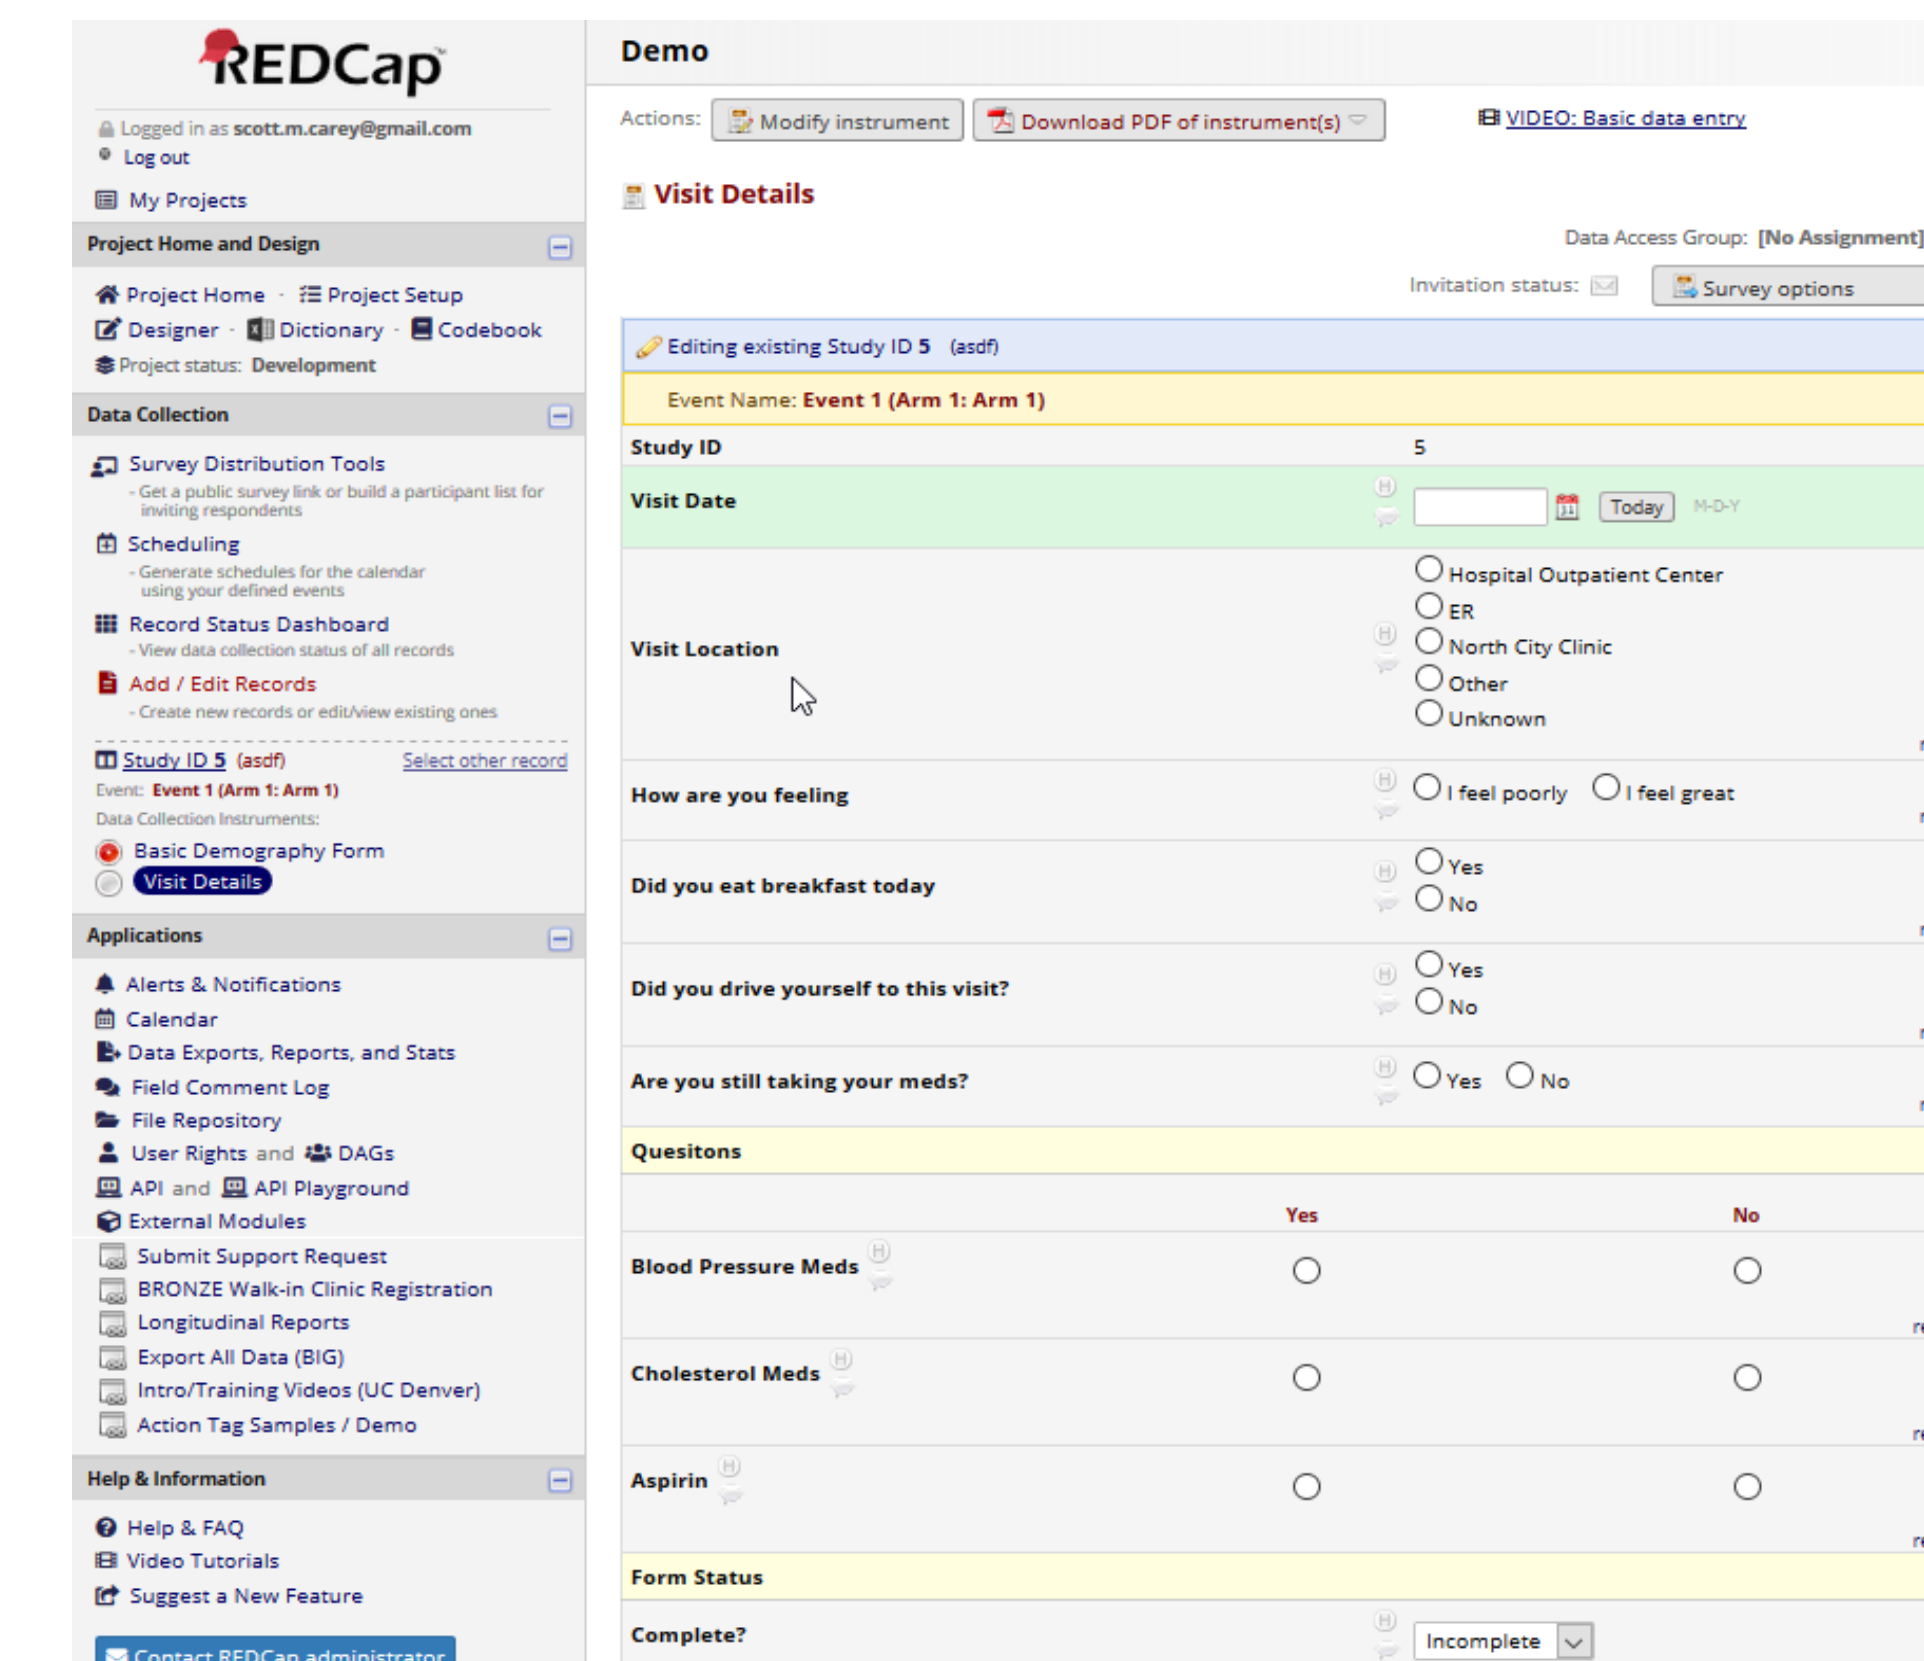 REDCap
Logged in as scott.m.carey@gmail.com
Log out
My Projects
Project Home and Design
Project Home · Project Setup
Designer · Dictionary · Codebook
Project status: Development
Data Collection
Survey Distribution Tools
- Get a public survey link or build a participant list for
inviting respondents
Scheduling
- Generate schedules for the calendar
using your defined events
Record Status Dashboard
- View data collection status of all records
Add / Edit Records
- Create new records or edit/view existing ones
Study ID 5 (asdf) Select other record
Event: Event 1 (Arm 1: Arm 1)
Data Collection Instruments:
Basic Demography Form
Visit Details
Applications
Alerts & Notifications
Calendar
Data Exports, Reports, and Stats
Field Comment Log
File Repository
User Rights and DAGs
API and API Playground
External Modules
Submit Support Request
BRONZE Walk-in Clinic Registration
Longitudinal Reports
Export All Data (BIG)
Intro/Training Videos (UC Denver)
Action Tag Samples / Demo
Help & Information
Help & FAQ
Video Tutorials
Suggest a New Feature
Contact REDCap administrator
Demo
Actions: Modify instrument Download PDF of instrument(s) VIDEO: Basic data entry
Visit Details
Data Access Group: [No Assignment]
Invitation status: Survey options
Editing existing Study ID 5 (asdf)
Event Name: Event 1 (Arm 1: Arm 1)
Study ID 5
Visit Date H 31 Today M-D-Y
Visit Location H
Hospital Outpatient Center
ER
North City Clinic
Other
Unknown
How are you feeling H I feel poorly I feel great
Did you eat breakfast today H
Yes
No
Did you drive yourself to this visit? H
Yes
No
Are you still taking your meds? H Yes No
Quesitons
Yes No
Blood Pressure Meds H
Cholesterol Meds H
Aspirin H
Form Status
Complete? H Incomplete